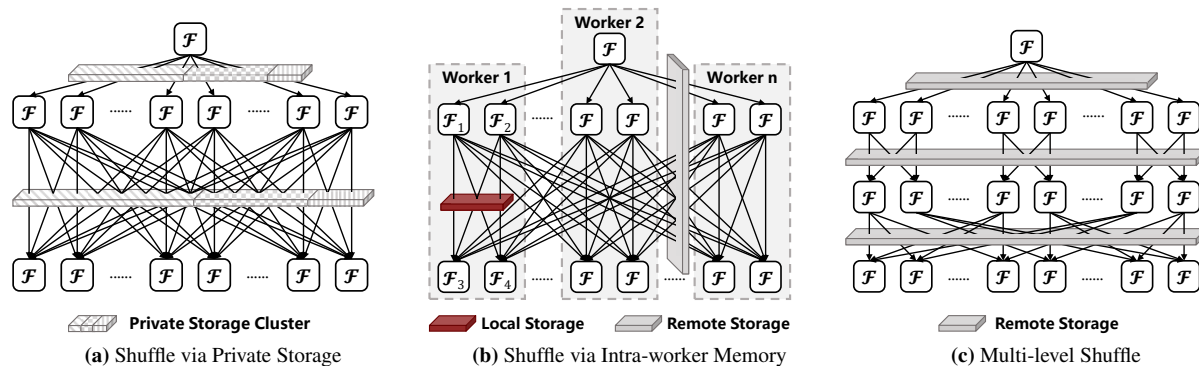 Worker 2
Worker 1
Worker n
ℱ
ℱ
ℱ
ℱ ℱ ...... ℱ ℱ ...... ℱ ℱ
ℱ₁ ℱ₂ ...... ℱ ℱ ℱ ℱ
ℱ ℱ ...... ℱ ℱ ...... ℱ ℱ
ℱ ℱ ...... ℱ ℱ ...... ℱ ℱ
ℱ ℱ ...... ℱ ℱ ...... ℱ ℱ
ℱ₃ ℱ₄ ...... ℱ ℱ ...... ℱ ℱ
ℱ ℱ ...... ℱ ℱ ...... ℱ ℱ
Private Storage Cluster
Local Storage
Remote Storage
Remote Storage
(a) Shuffle via Private Storage
(b) Shuffle via Intra-worker Memory
(c) Multi-level Shuffle